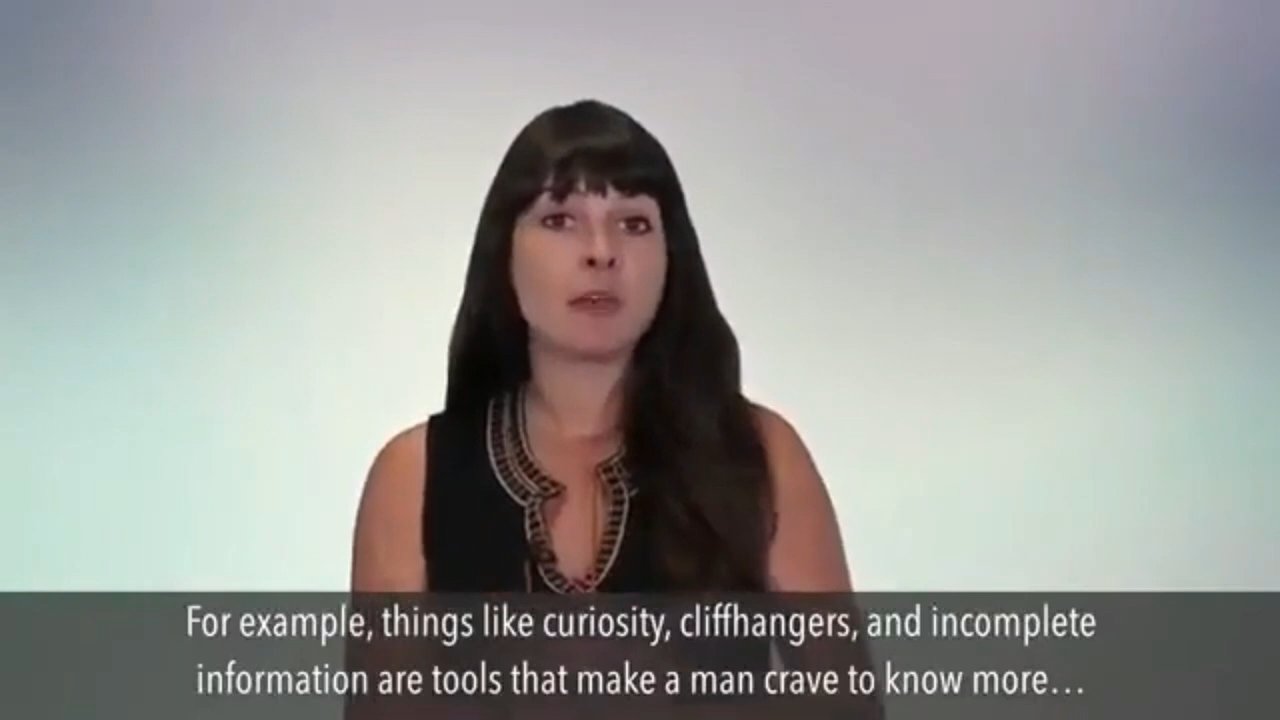 For example, things like curiosity, cliffhangers, and incomplete
information are tools that make a man crave to know more…